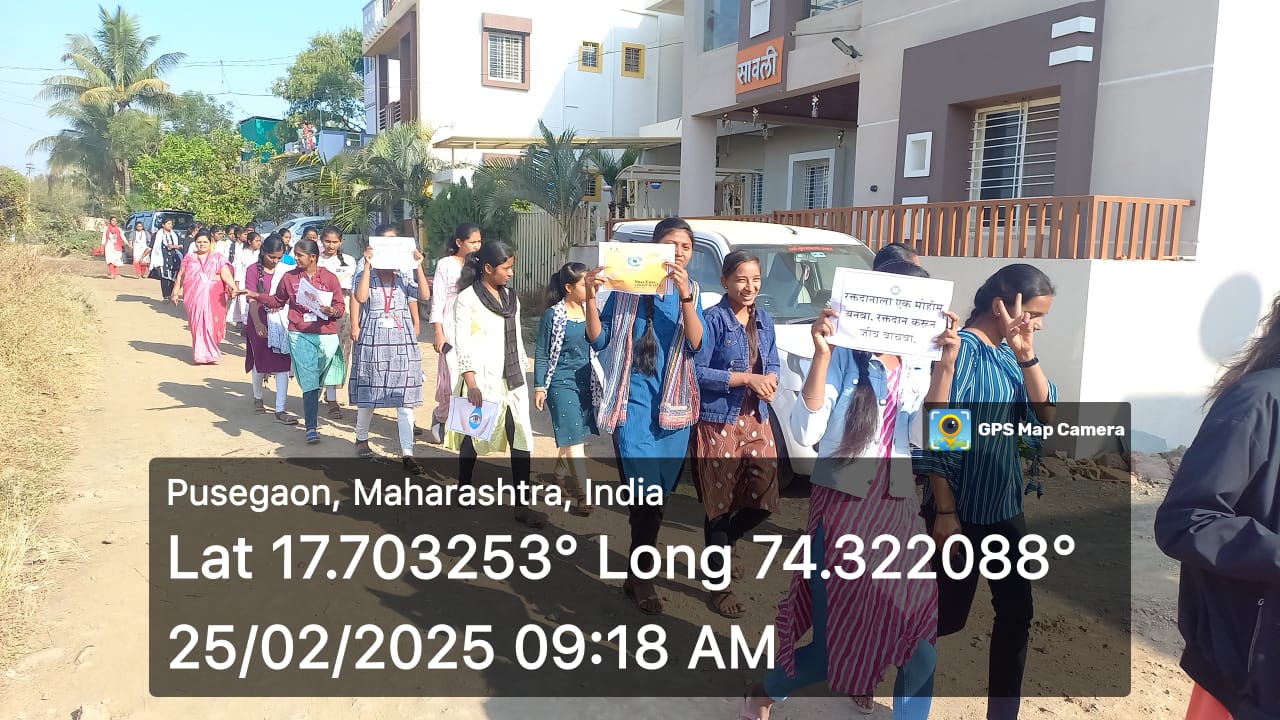 सावली
रक्तदानाला एक मोहीम
बनवा. रक्तदान करून
जीव वाचवा.
GPS Map Camera
Pusegaon, Maharashtra, India
Lat 17.703253° Long 74.322088°
25/02/2025 09:18 AM